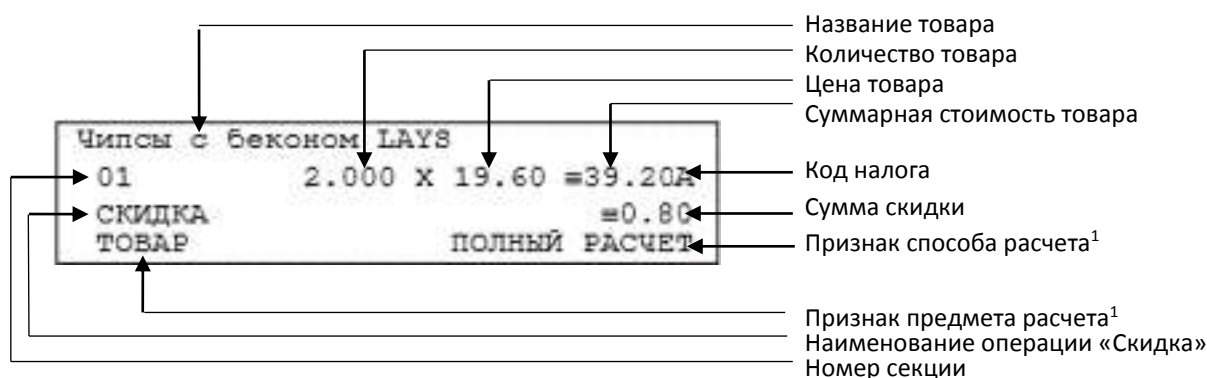 Название товара
Количество товара
Цена товара
Суммарная стоимость товара
Чипсы с беконом LAYS
01 2.000 X 19.60 ≡39.20А Код налога
СКИДКА ≡0.80 Сумма скидки
ТОВАР ПОЛНЫЙ РАСЧЕТ Признак способа расчета¹
Признак предмета расчета¹
Наименование операции «Скидка»
Номер секции